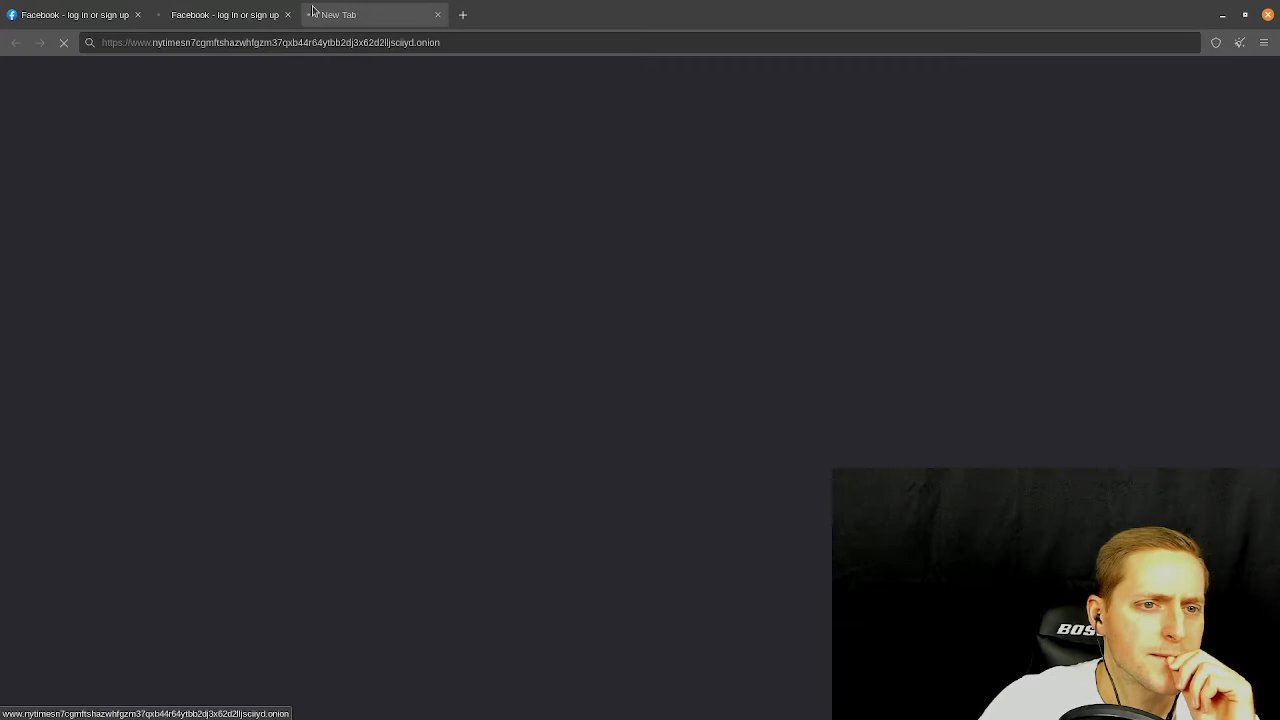 Facebook - log in or sign up
Facebook - log in or sign up
New Tab
https://www.nytimesn7cgmftshazwhfgzm37qxb44r64ytbb2dj3x62d2lljsciiyd.onion
BOS
www.nytimesn7cgmftshazwhfgzm37qxb44r64ytbb2dj3x62d2lljsciiyd.onion